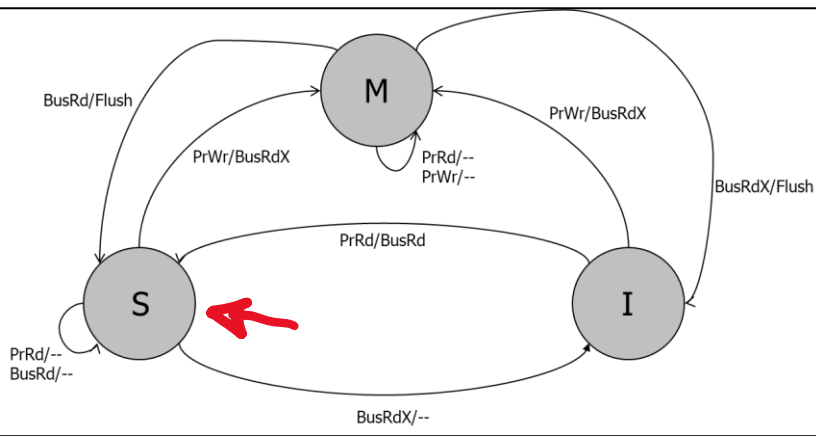 M
BusRd/Flush
PrWr/BusRdX
PrWr/BusRdX
PrRd/--
PrWr/--
BusRdX/Flush
PrRd/BusRd
S
I
PrRd/--
BusRd/--
BusRdX/--